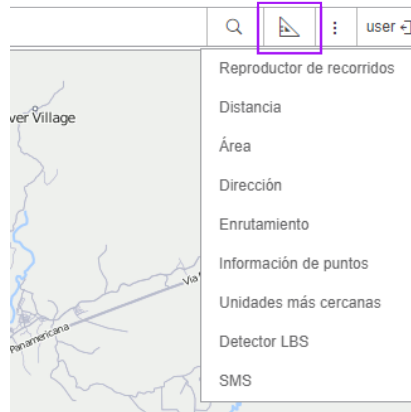 user
Reproductor de recorridos
ver Village
Distancia
Área
Dirección
Enrutamiento
Información de puntos
Vía
Unidades más cercanas
Panamericana
Detector LBS
SMS